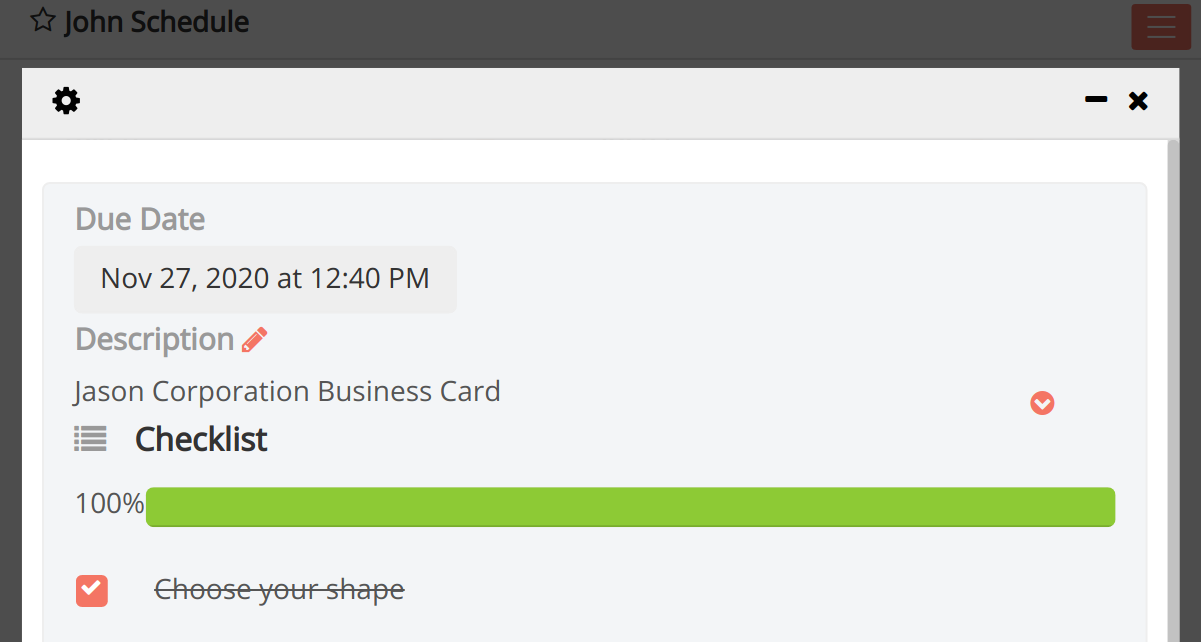 John Schedule
Due Date
Nov 27, 2020 at 12:40 PM
Description
Jason Corporation Business Card
Checklist
100%
Choose your shape